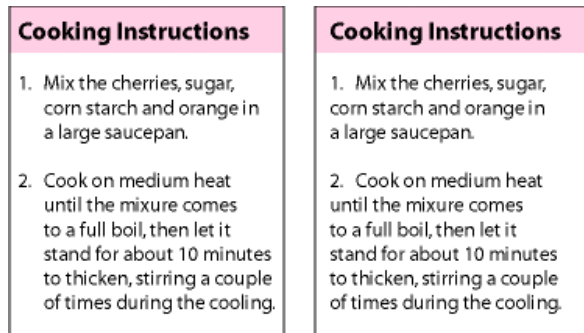 Cooking Instructions
1. Mix the cherries, sugar,
corn starch and orange in
a large saucepan.
2. Cook on medium heat
until the mixure comes
to a full boil, then let it
stand for about 10 minutes
to thicken, stirring a couple
of times during the cooling.
Cooking Instructions
1. Mix the cherries, sugar,
corn starch and orange in
a large saucepan.
2. Cook on medium heat
until the mixure comes
to a full boil, then let it
stand for about 10 minutes
to thicken, stirring a couple
of times during the cooling.